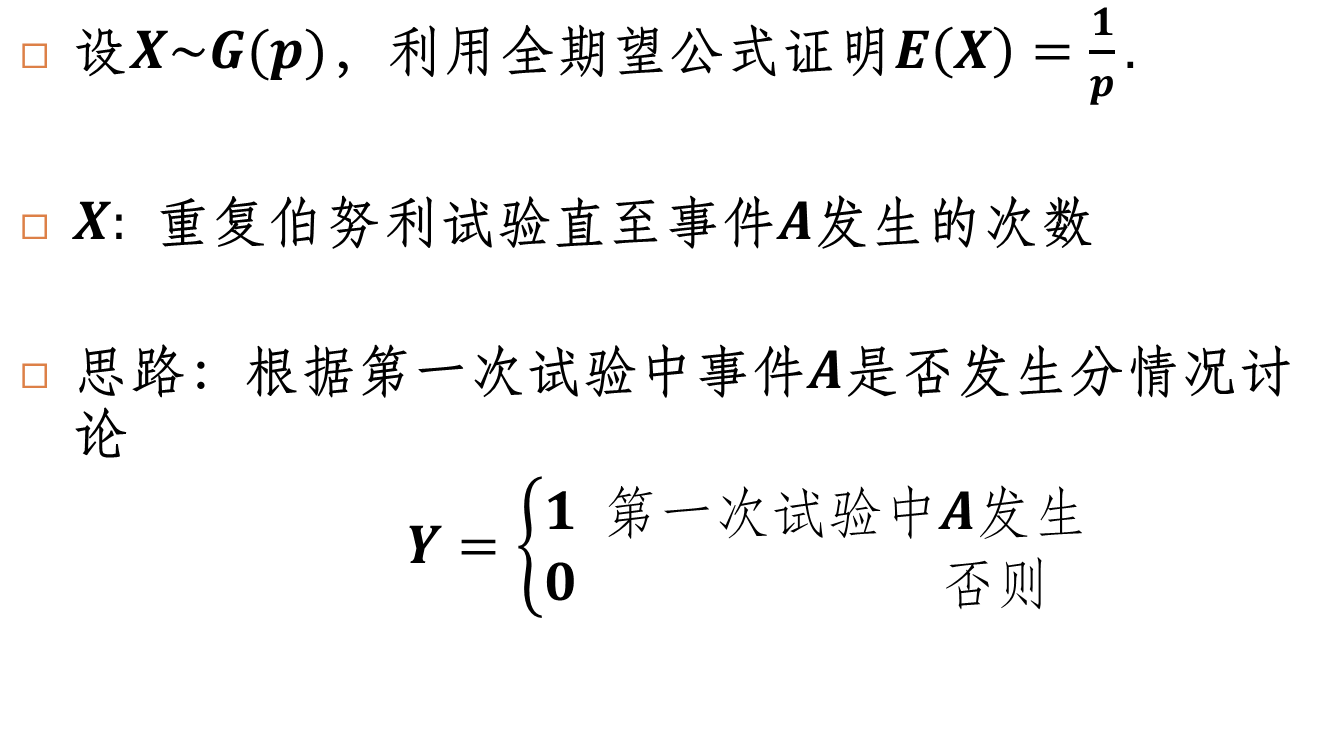 □ 设X~G(p)，利用全期望公式证明E(X) = 1/p.
□ X: 重复伯努利试验直至事件A发生的次数
□ 思路：根据第一次试验中事件A是否发生分情况讨
论
Y = {1 第一次试验中A发生
0 否则